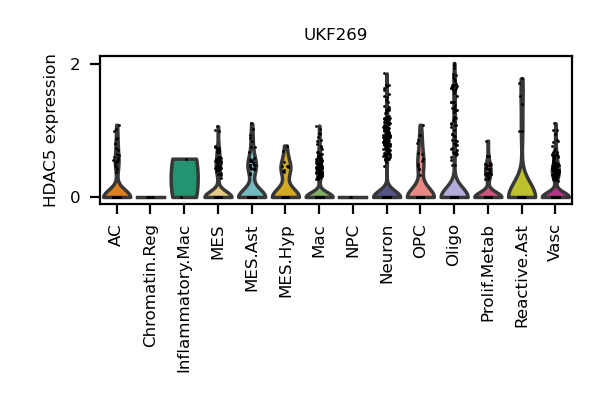 UKF269
HDAC5 expression
2
0
AC
Chromatin.Reg
Inflammatory.Mac
MES
MES.Ast
MES.Hyp
Mac
NPC
Neuron
OPC
Oligo
Prolif.Metab
Reactive.Ast
Vasc